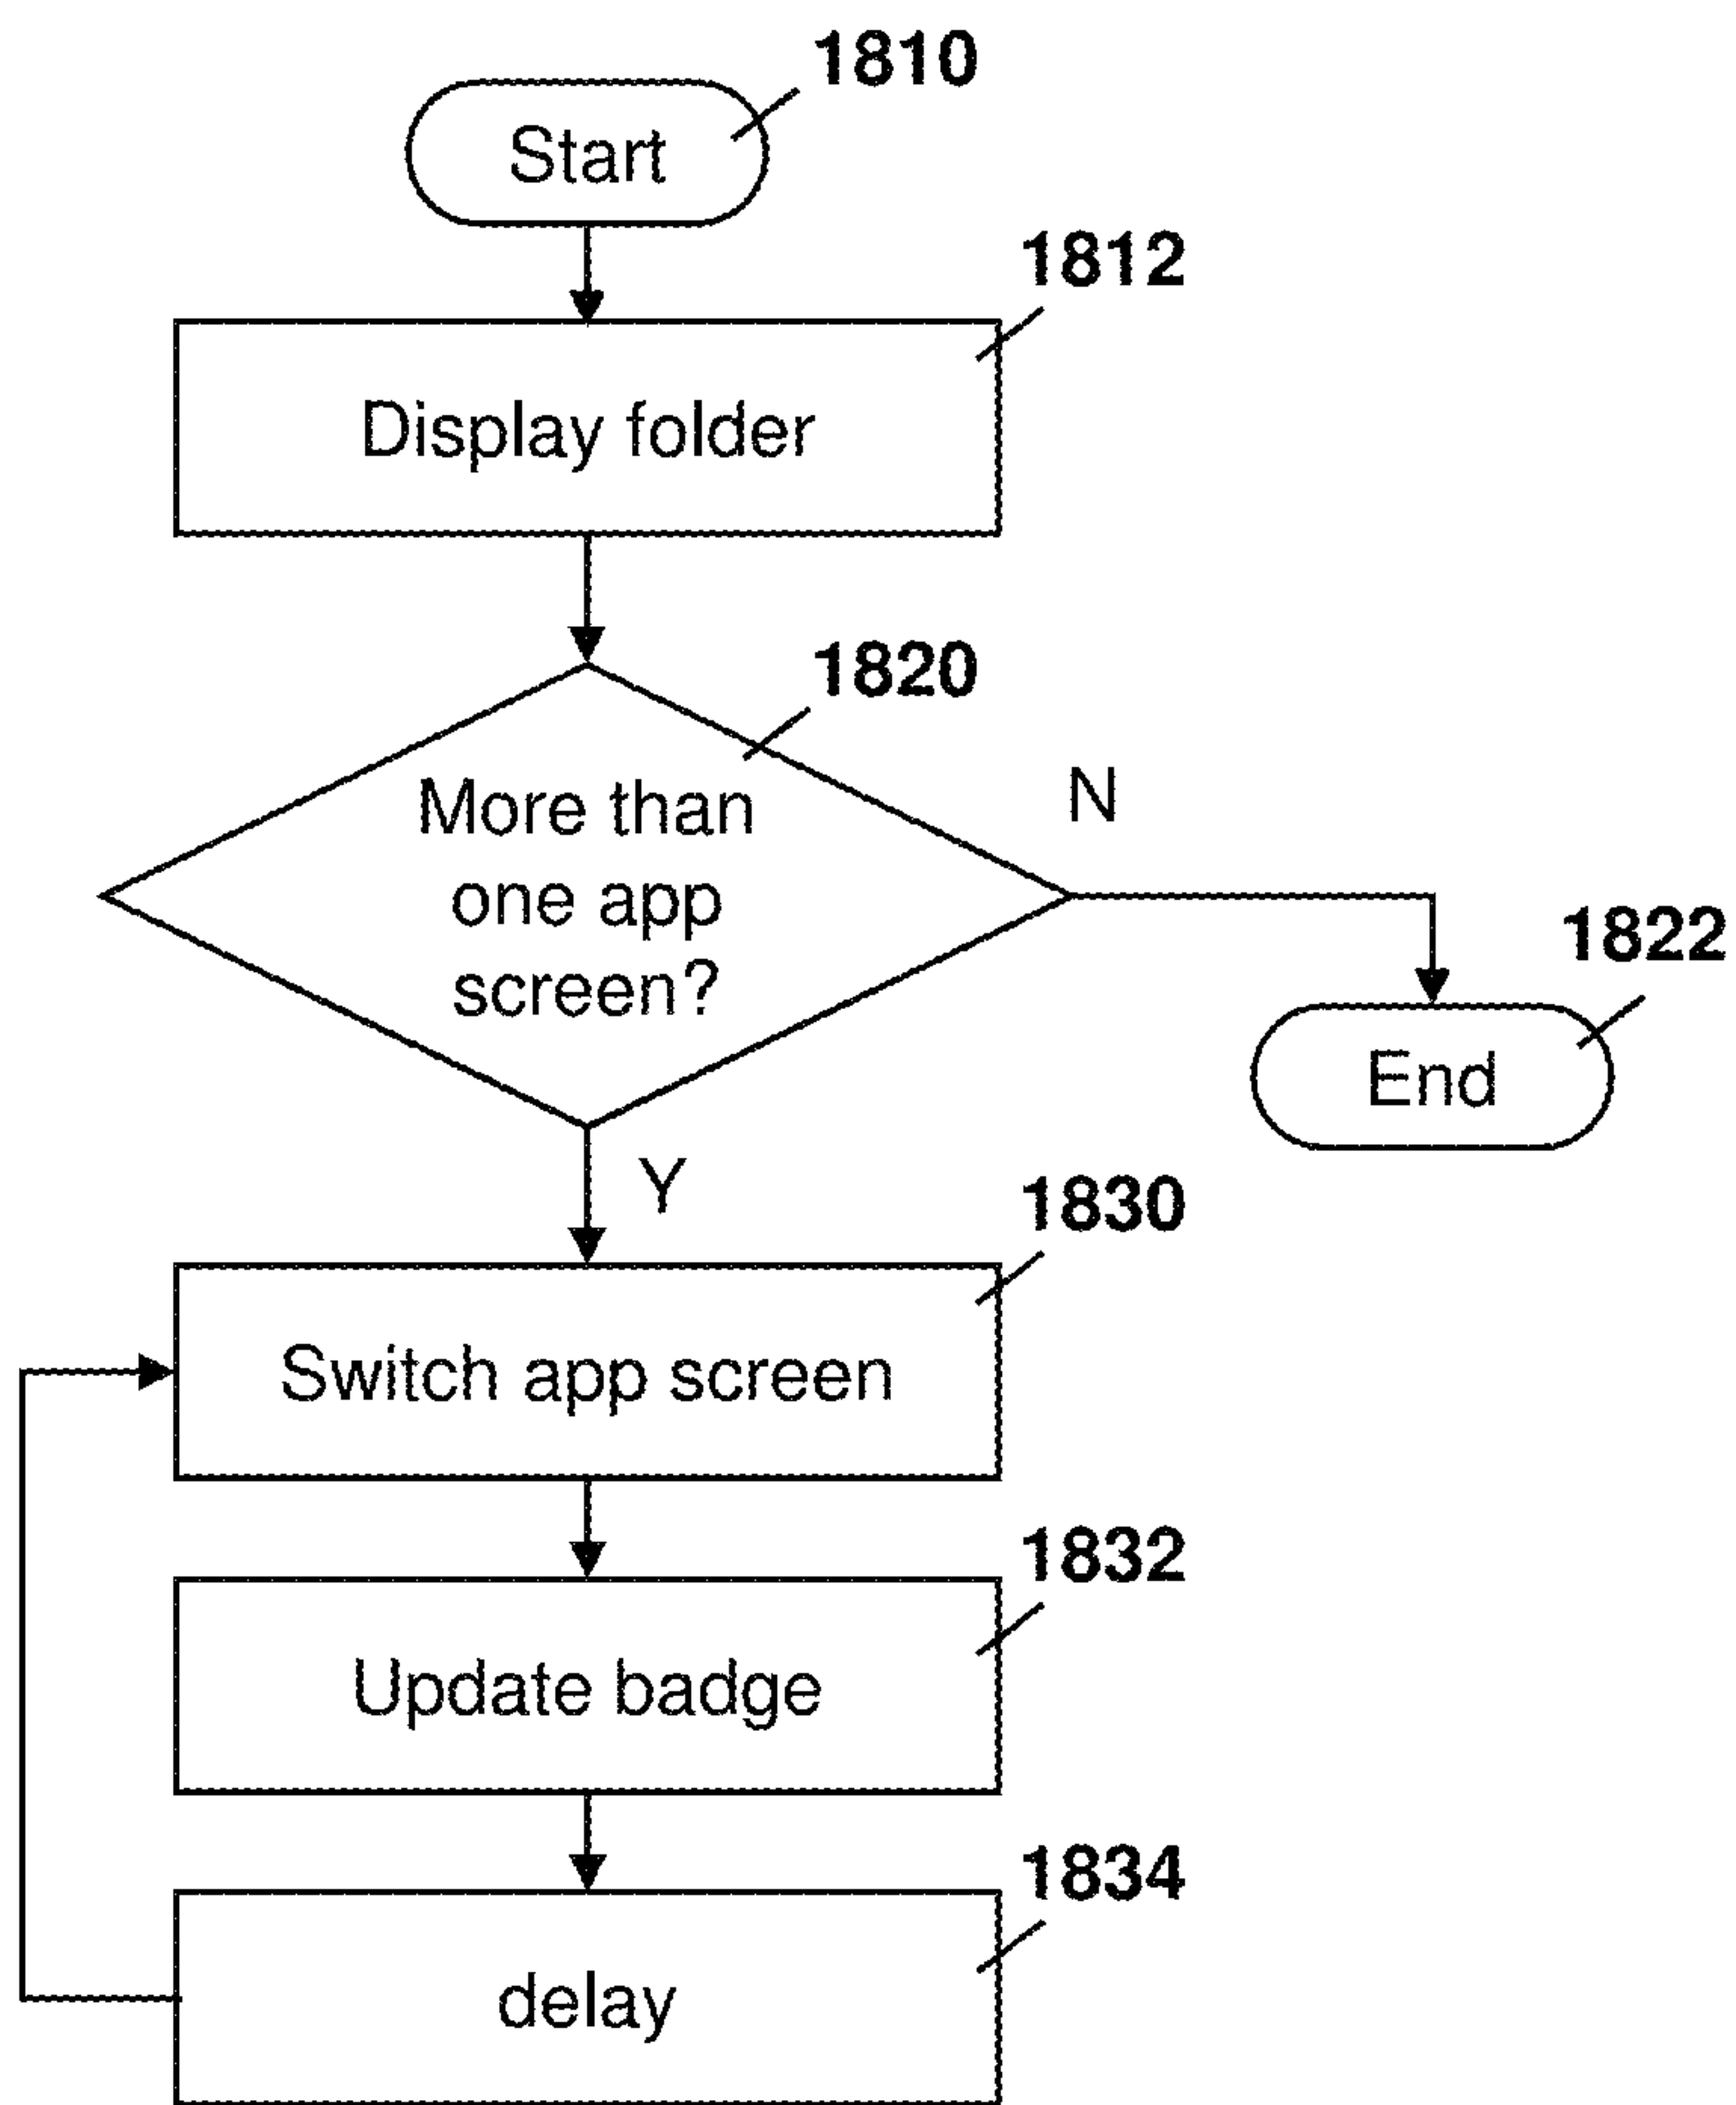 1810
Start
1812
Display folder
1820
More than
one app
screen?
N
1822
End
Y
1830
Switch app screen
1832
Update badge
1834
delay